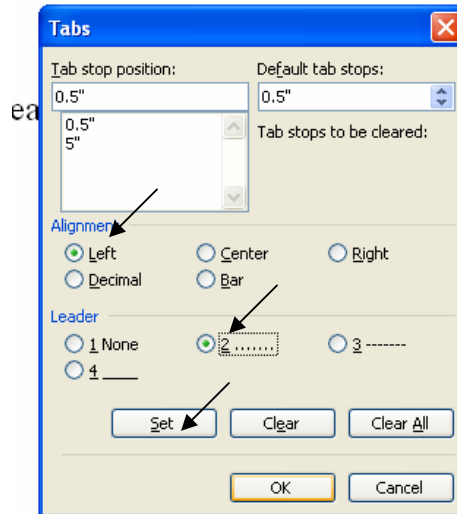 Tabs
Tab stop position:
Default tab stops:
0.5"
0.5"
ea
0.5"
5"
Tab stops to be cleared:
Alignment
Left
Center
Right
Decimal
Bar
Leader
1 None
2 .......
3 -------
4 ____
Set
Clear
Clear All
OK
Cancel